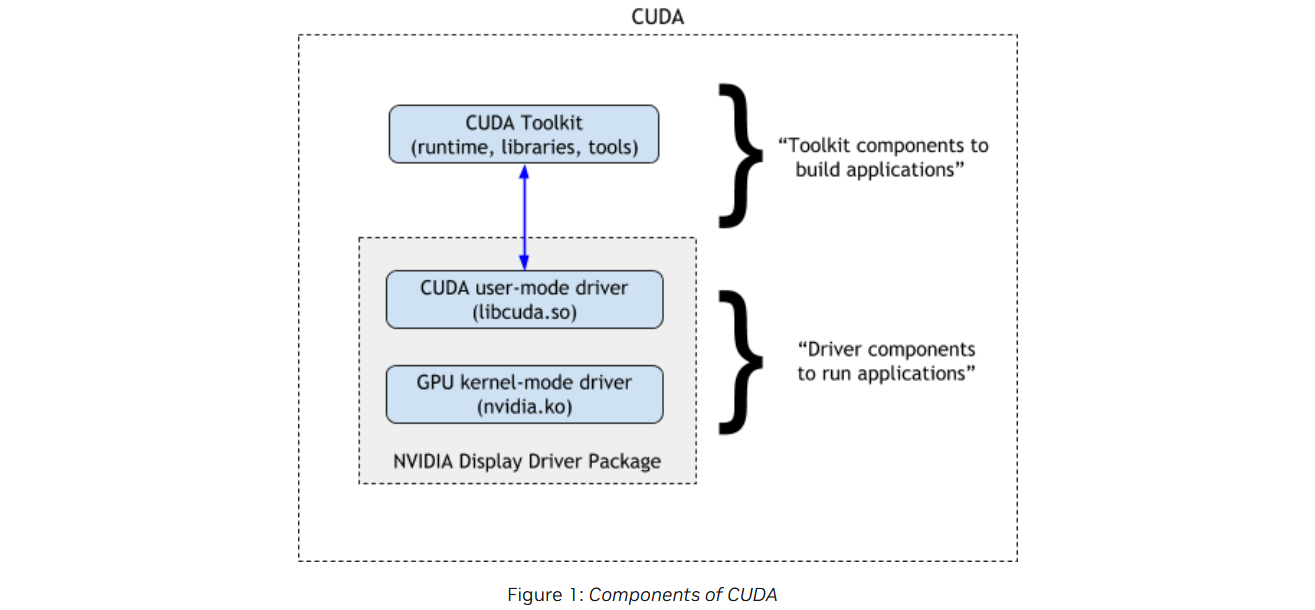 CUDA
CUDA Toolkit
(runtime, libraries, tools)
“Toolkit components to
build applications”
CUDA user-mode driver
(libcuda.so)
GPU kernel-mode driver
(nvidia.ko)
NVIDIA Display Driver Package
“Driver components
to run applications”
Figure 1: Components of CUDA